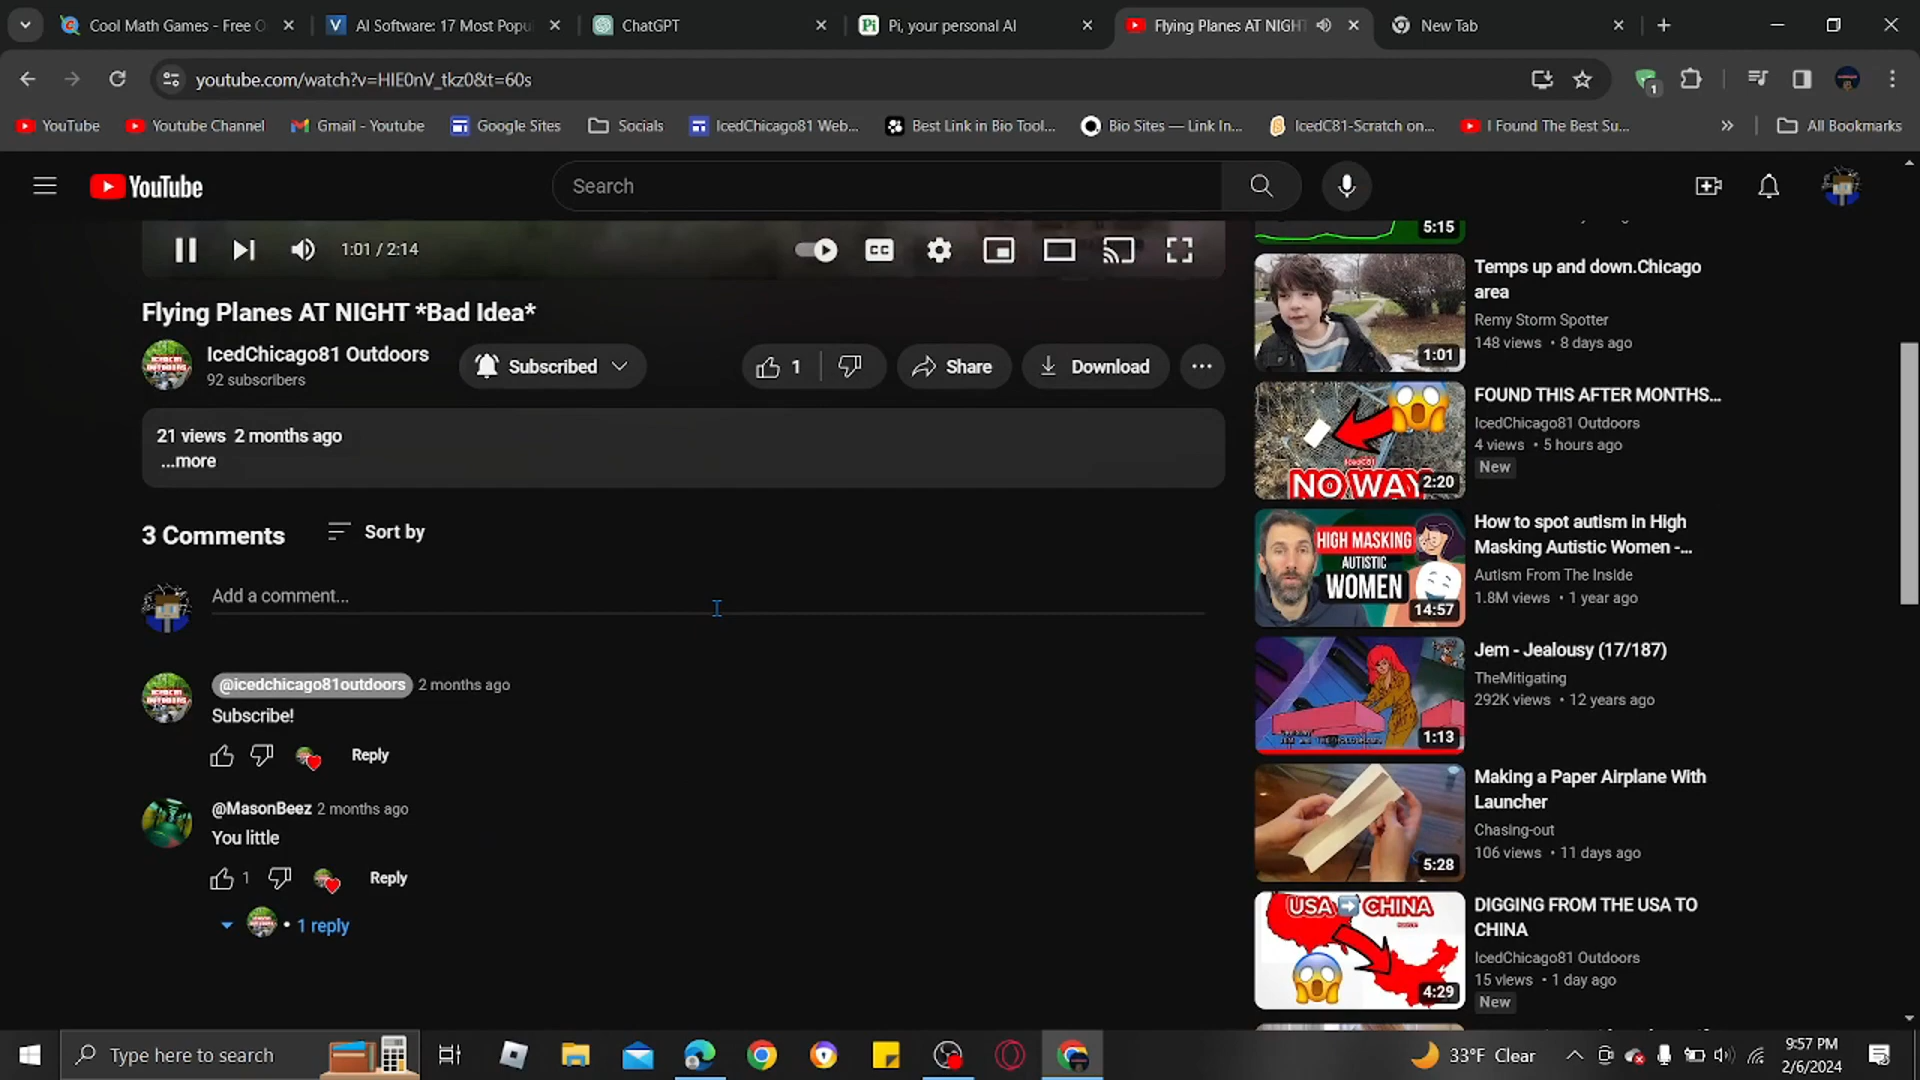 Cool Math Games - Free O
AI Software: 17 Most Popu
ChatGPT
Pi, your personal AI
Flying Planes AT NIGHT
New Tab
youtube.com/watch?v=HIE0nV_tkz0&t=60s
1
YouTube
Youtube Channel
Gmail - Youtube
Google Sites
Socials
IcedChicago81 Web...
Best Link in Bio Tool...
Bio Sites — Link In...
IcedC81-Scratch on...
I Found The Best Su...
All Bookmarks
YouTube
Search
1:01 / 2:14
CC
Flying Planes AT NIGHT *Bad Idea*
IcedChicago81 Outdoors
92 subscribers
Subscribed
1
Share
Download
21 views 2 months ago
...more
3 Comments
Sort by
Add a comment...
@icedchicago81outdoors 2 months ago
Subscribe!
Reply
@MasonBeez 2 months ago
You little
1
Reply
• 1 reply
5:15
Temps up and down.Chicago
area
Remy Storm Spotter
148 views • 8 days ago
1:01
FOUND THIS AFTER MONTHS...
IcedChicago81 Outdoors
4 views • 5 hours ago
New
NO WAY
2:20
How to spot autism in High
Masking Autistic Women -...
Autism From The Inside
1.8M views • 1 year ago
HIGH MASKING
AUTISTIC
WOMEN
14:57
Jem - Jealousy (17/187)
TheMitigating
292K views • 12 years ago
1:13
Making a Paper Airplane With
Launcher
Chasing-out
106 views • 11 days ago
5:28
DIGGING FROM THE USA TO
CHINA
IcedChicago81 Outdoors
15 views • 1 day ago
New
USA CHINA
4:29
Type here to search
33°F Clear
9:57 PM
2/6/2024